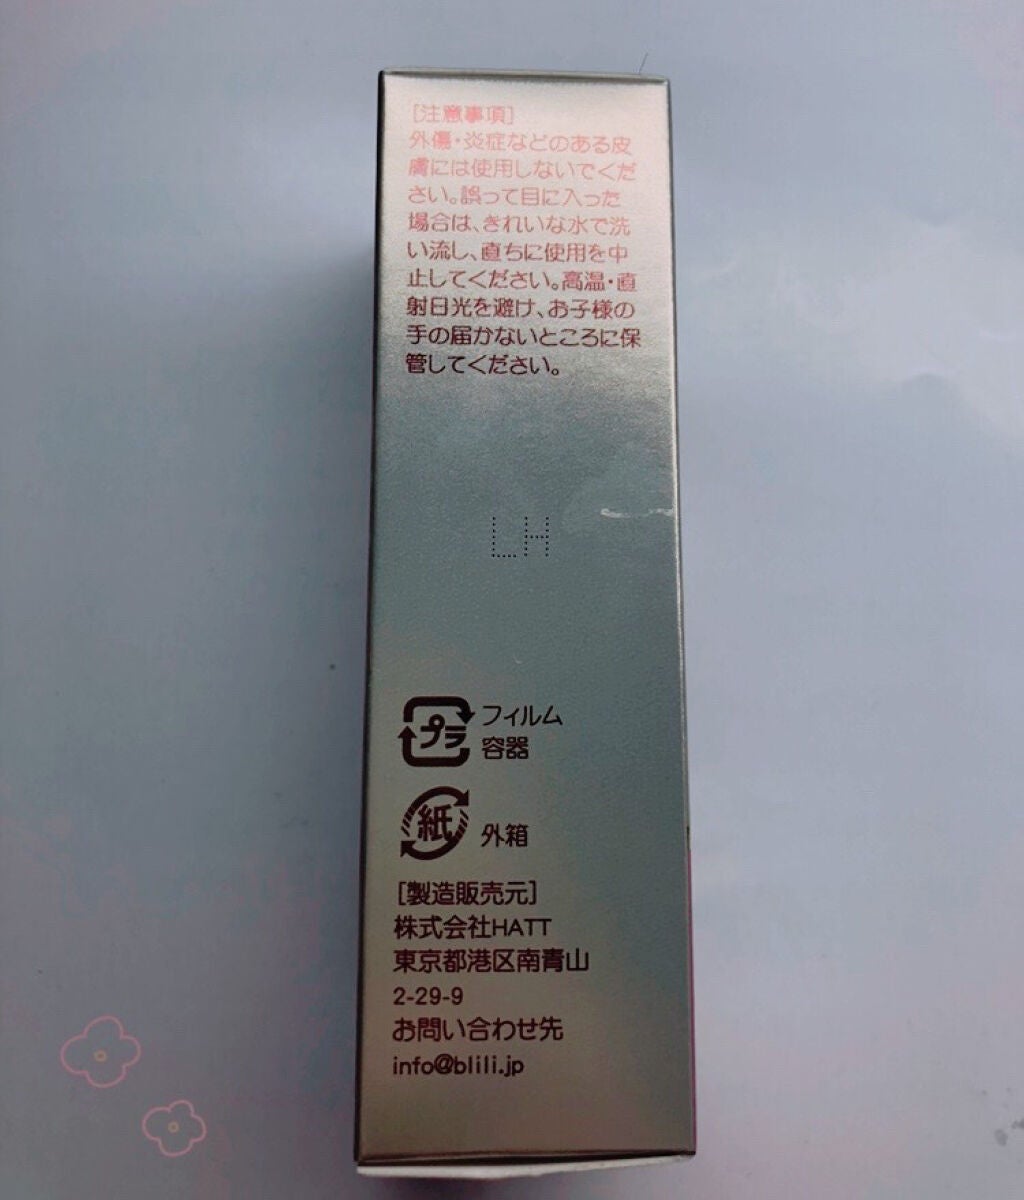 [注意事項]
外傷・炎症などのある皮
膚には使用しないでくだ
さい。誤って目に入った
場合は、きれいな水で洗
い流し、直ちに使用を中
止してください。高温・直
射日光を避け、お子様の
手の届かないところに保
管してください。
LH
プラ フィルム
容器
紙 外箱
[製造販売元]
株式会社HATT
東京都港区南青山
2-29-9
お問い合わせ先
info@blili.jp